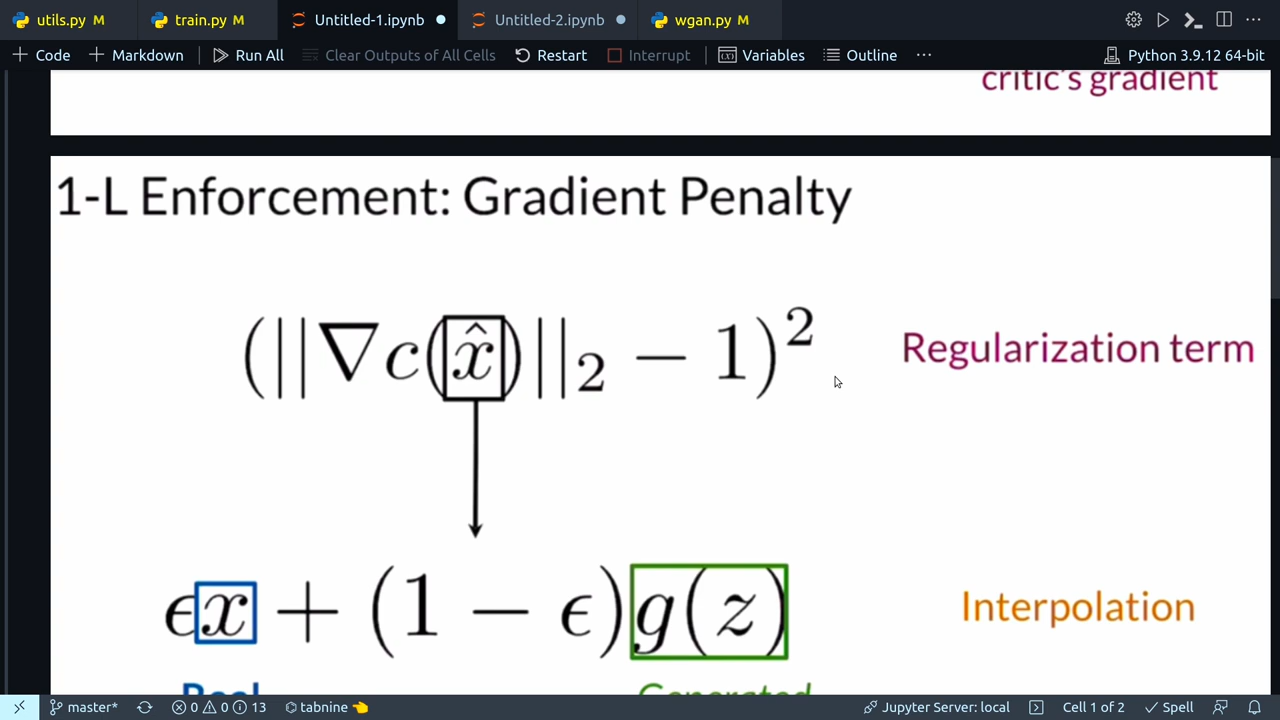 utils.py M train.py M Untitled-1.ipynb Untitled-2.ipynb wgan.py M
Code Markdown Run All Clear Outputs of All Cells Restart Interrupt Variables Outline ... Python 3.9.12 64-bit
critic's gradient
1-L Enforcement: Gradient Penalty
(||∇c(x̂)||₂ − 1)² Regularization term
ϵx + (1 − ϵ)g(z) Interpolation
Real Generated
master* 0 0 13 tabnine 👈 Jupyter Server: local Cell 1 of 2 Spell